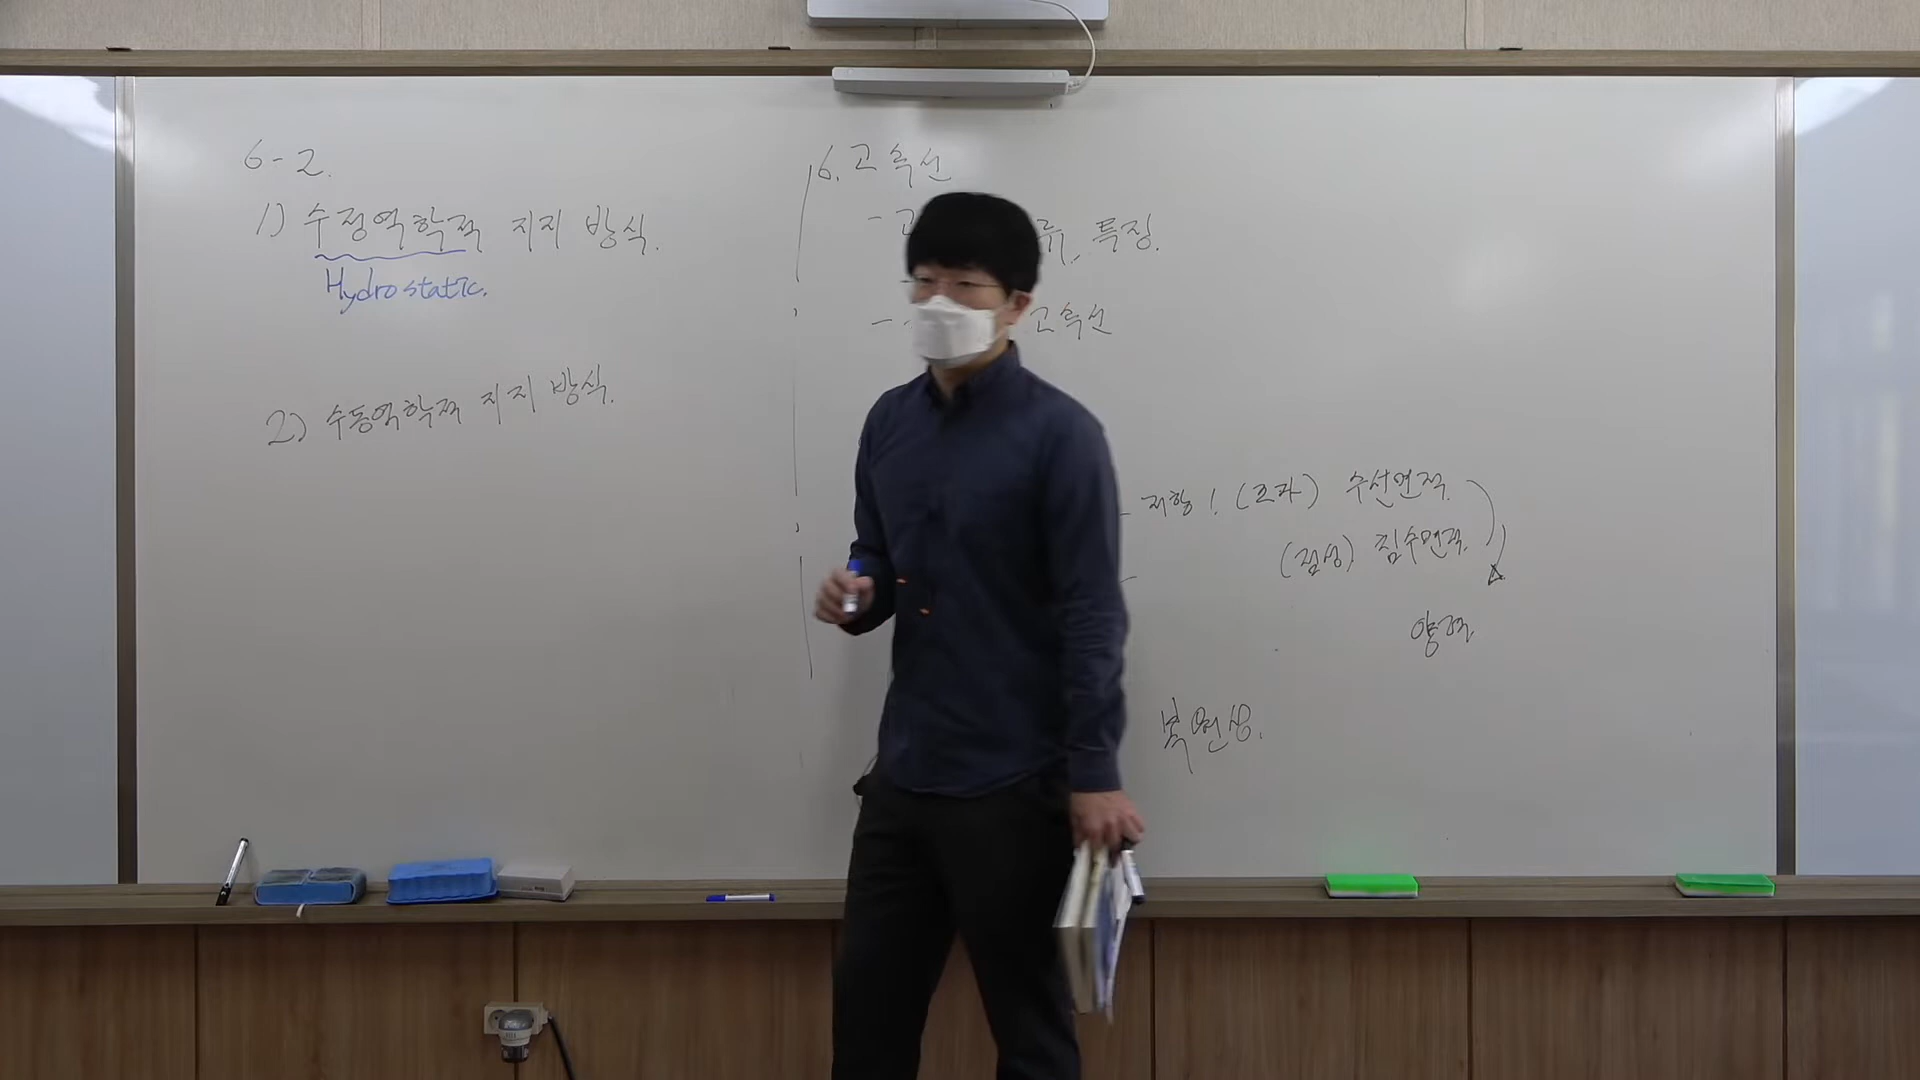 6-2.
1) 수정역학적 지지 방식.
Hydrostatic.
2) 수동역학적 지지 방식.
6. 고속선
- 고 류, 특징.
- 고속선
- 저항! (조파) 수선면적
(점성) 침수면적
양력
복원성.